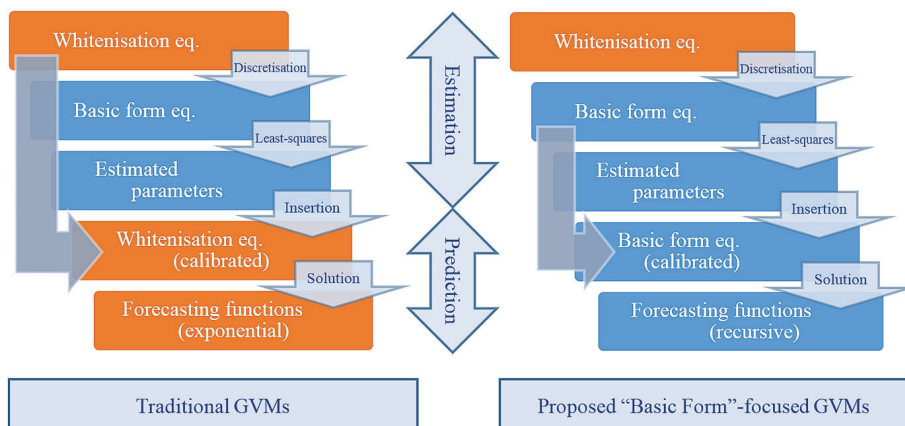 Whitenisation eq.
Discretisation
Basic form eq.
Least-squares
Estimated
parameters
Insertion
Whitenisation eq.
(calibrated)
Solution
Forecasting functions
(exponential)
Traditional GVMs
Estimation
Prediction
Whitenisation eq.
Discretisation
Basic form eq.
Least-squares
Estimated
parameters
Insertion
Basic form eq.
(calibrated)
Solution
Forecasting functions
(recursive)
Proposed “Basic Form”-focused GVMs